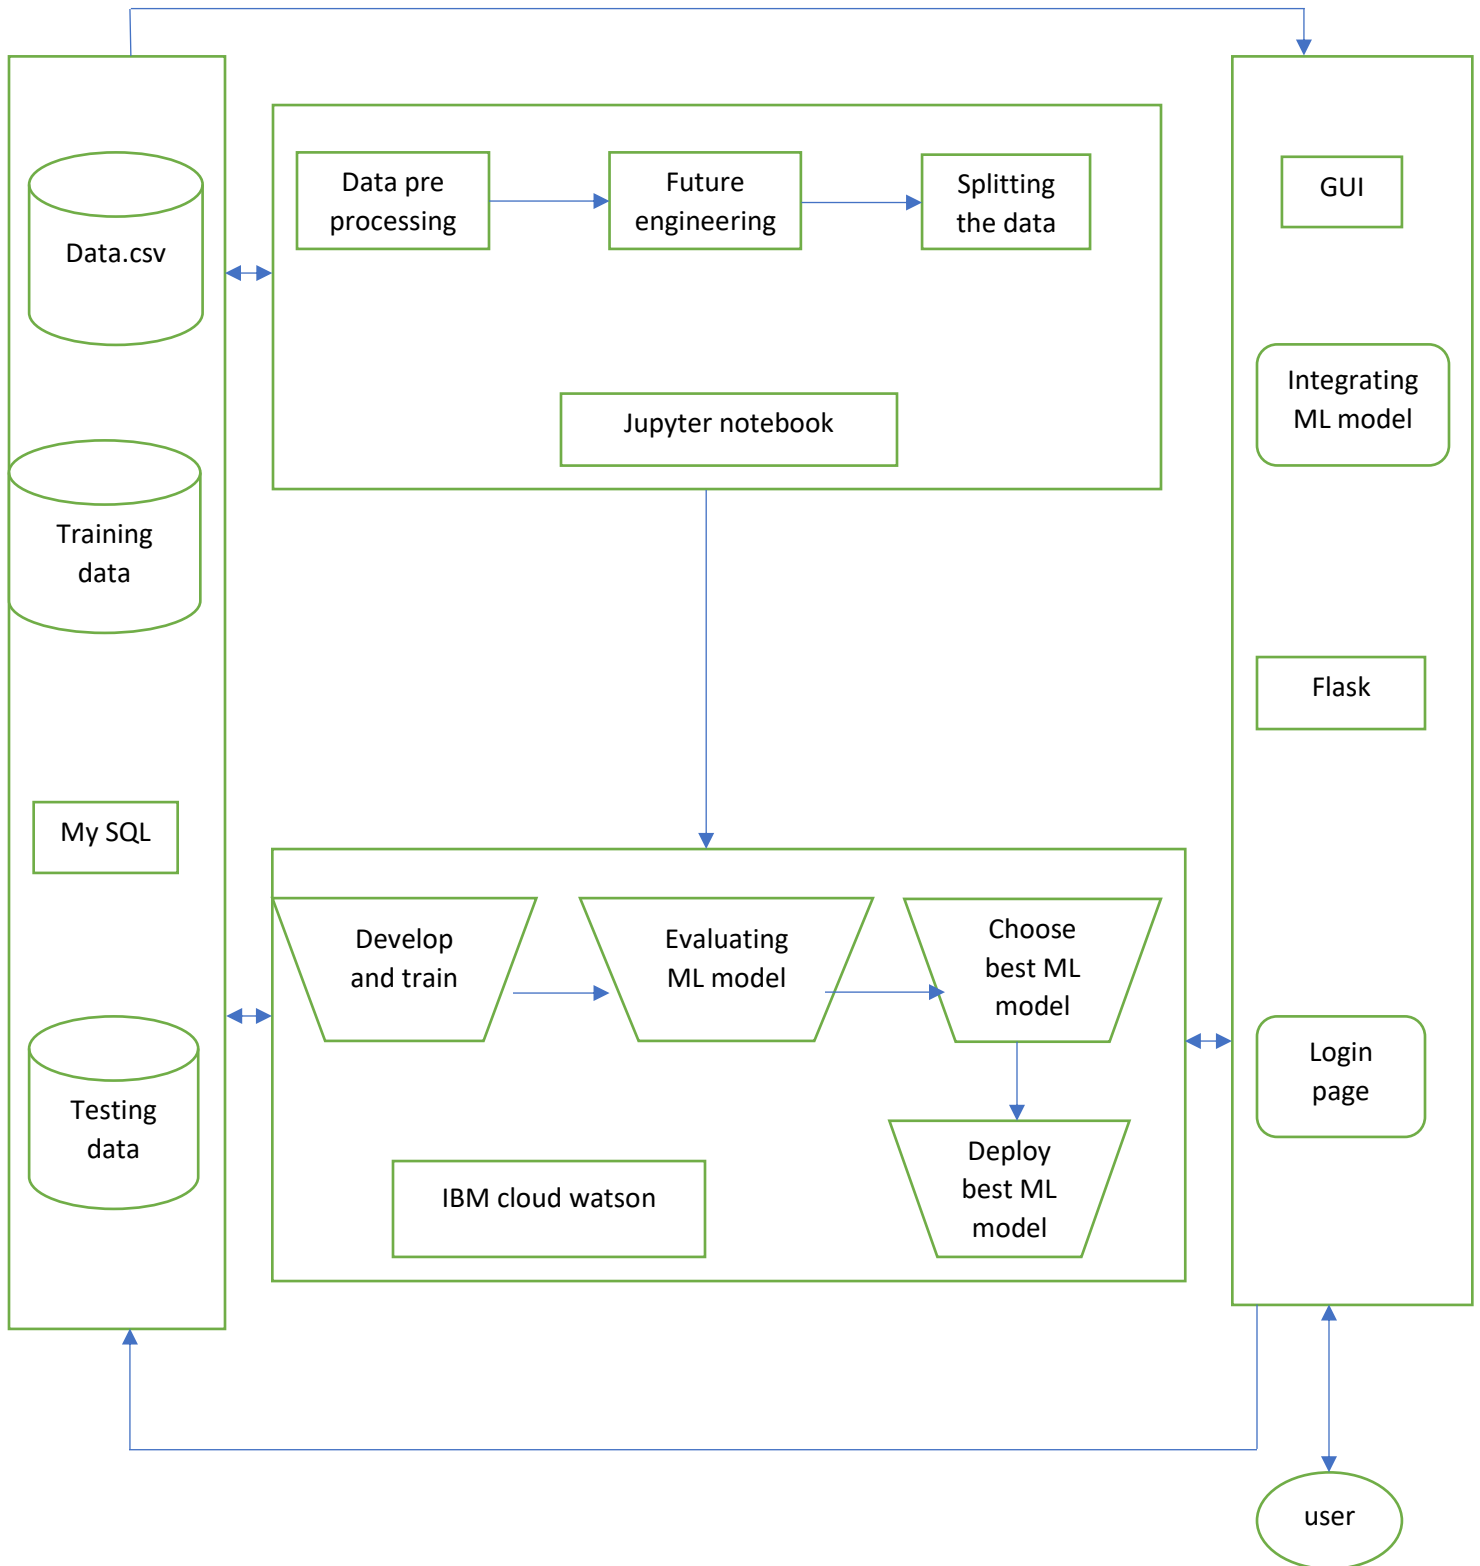 Data.csv
Training
data
My SQL
Testing
data
Data pre
processing
Future
engineering
Splitting
the data
Jupyter notebook
Develop
and train
Evaluating
ML model
Choose
best ML
model
Deploy
best ML
model
IBM cloud watson
GUI
Integrating
ML model
Flask
Login
page
user